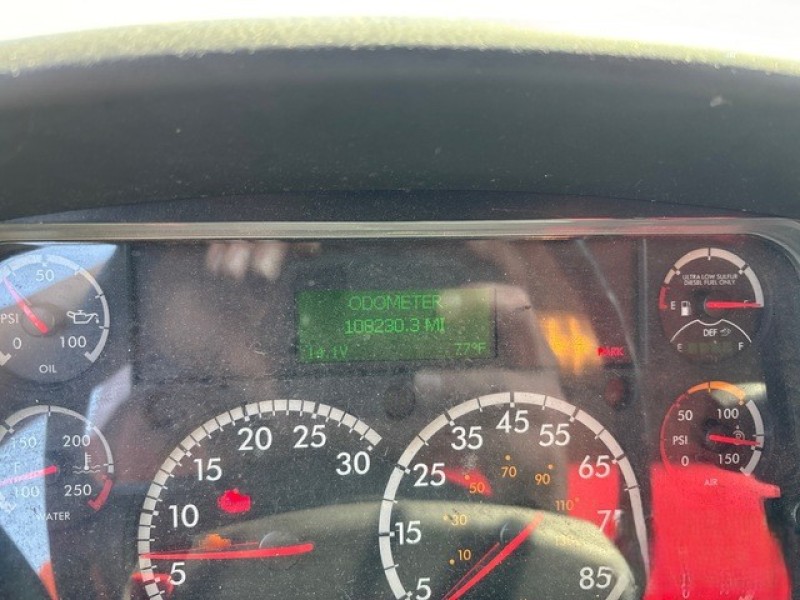 ODOMETER
108230.3 MI
14.1V 77°F
PARK
50
PSI
0 100
OIL
150 200
F
100 250
WATER
5 10 15 20 25 30
5 15 25 35 45 55 65 85
10 30 50 70 90 110
ULTRA LOW SULFUR
DIESEL FUEL ONLY
E
DEF
E F
50 100
PSI
0 150
AIR